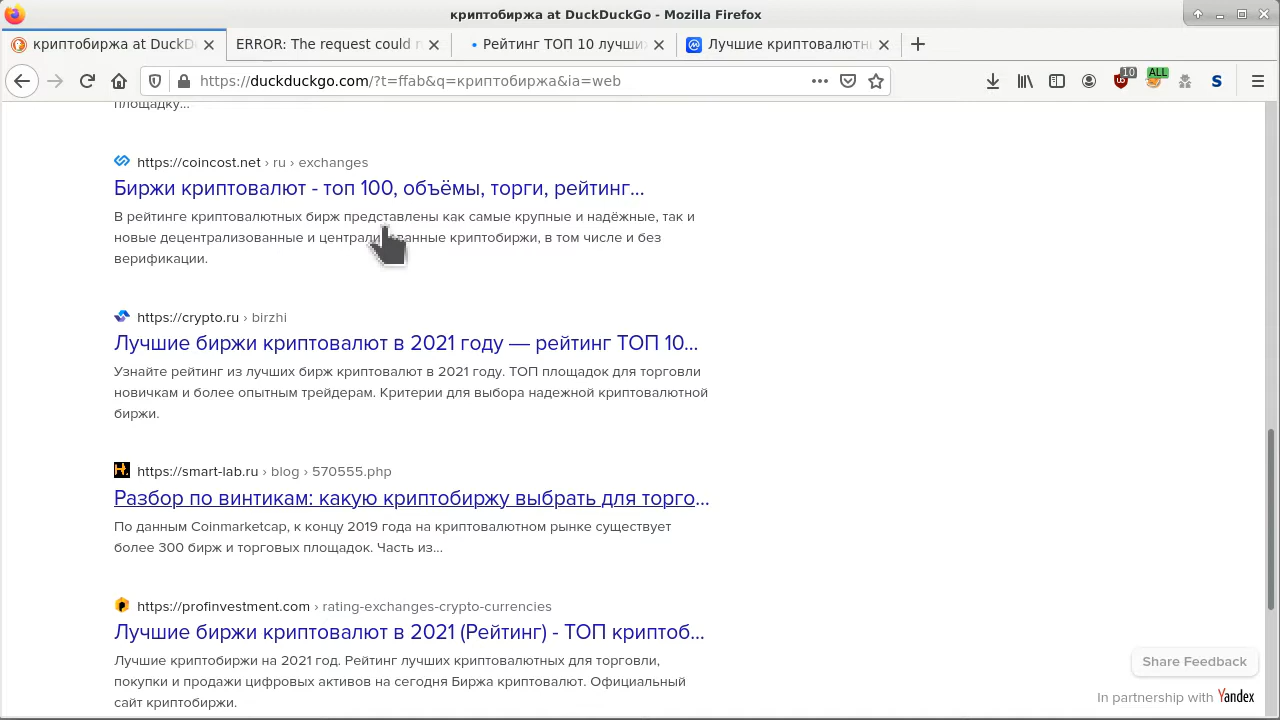 криптобиржа at DuckDuckGo - Mozilla Firefox
криптобиржа at DuckD
ERROR: The request could
Рейтинг ТОП 10 лучши
Лучшие криптовалютн
https://duckduckgo.com/?t=ffab&q=криптобиржа&ia=web
10
ALL
S
площадку...
https://coincost.net › ru › exchanges
Биржи криптовалют - топ 100, объёмы, торги, рейтинг...
В рейтинге криптовалютных бирж представлены как самые крупные и надёжные, так и
новые децентрализованные и централизованные криптобиржи, в том числе и без
верификации.
https://crypto.ru › birzhi
Лучшие биржи криптовалют в 2021 году — рейтинг ТОП 10...
Узнайте рейтинг из лучших бирж криптовалют в 2021 году. ТОП площадок для торговли
новичкам и более опытным трейдерам. Критерии для выбора надежной криптовалютной
биржи.
https://smart-lab.ru › blog › 570555.php
Разбор по винтикам: какую криптобиржу выбрать для торго...
По данным Coinmarketcap, к концу 2019 года на криптовалютном рынке существует
более 300 бирж и торговых площадок. Часть из...
https://profinvestment.com › rating-exchanges-crypto-currencies
Лучшие биржи криптовалют в 2021 (Рейтинг) - ТОП криптоб...
Лучшие криптобиржи на 2021 год. Рейтинг лучших криптовалютных для торговли,
покупки и продажи цифровых активов на сегодня Биржа криптовалют. Официальный
сайт криптобиржи.
Share Feedback
In partnership with Yandex